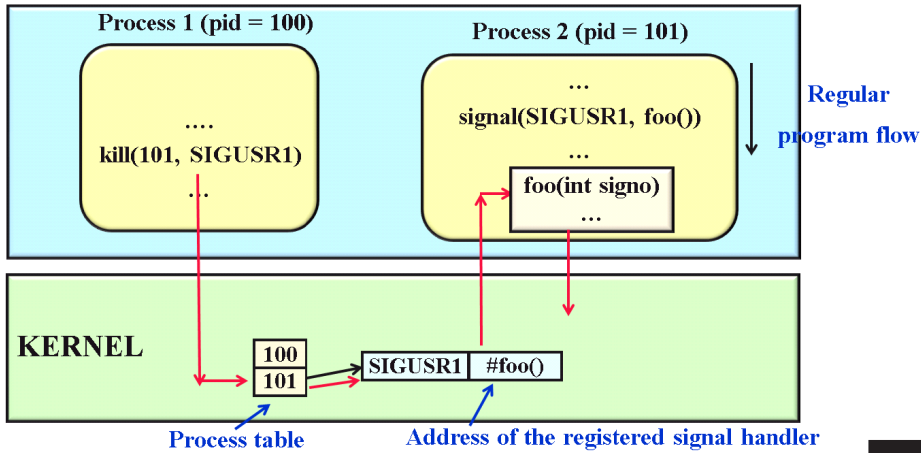 Process 1 (pid = 100)
Process 2 (pid = 101)
....
kill(101, SIGUSR1)
...
...
signal(SIGUSR1, foo())
...
foo(int signo)
...
Regular
program flow
KERNEL
100
101
SIGUSR1
#foo()
Process table
Address of the registered signal handler